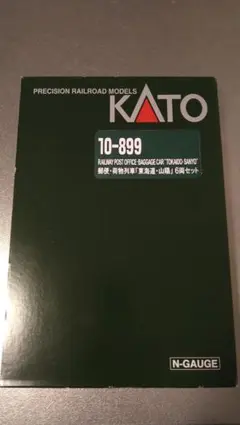 PRECISION RAILROAD MODELS
KATO
10-899
RAILWAY POST OFFICE・BAGGAGE CAR "TOKAIDO・SANYO"
郵便・荷物列車「東海道・山陽」6両セット
N-GAUGE